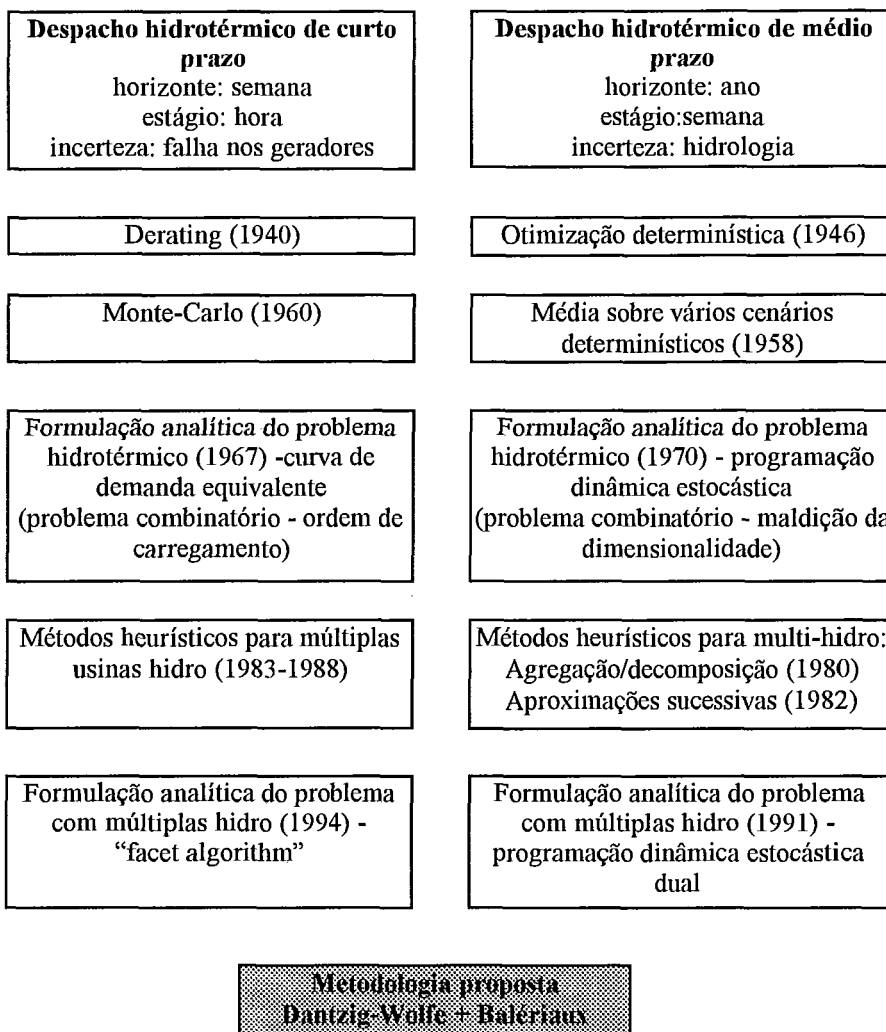 Despacho hidrotérmico de curto
prazo
horizonte: semana
estágio: hora
incerteza: falha nos geradores
Despacho hidrotérmico de médio
prazo
horizonte: ano
estágio:semana
incerteza: hidrologia
Derating (1940)
Otimização determinística (1946)
Monte-Carlo (1960)
Média sobre vários cenários
determinísticos (1958)
Formulação analítica do problema
hidrotérmico (1967) -curva de
demanda equivalente
(problema combinatório - ordem de
carregamento)
Formulação analítica do problema
hidrotérmico (1970) - programação
dinâmica estocástica
(problema combinatório - maldição da
dimensionalidade)
Métodos heurísticos para múltiplas
usinas hidro (1983-1988)
Métodos heurísticos para multi-hidro:
Agregação/decomposição (1980)
Aproximações sucessivas (1982)
Formulação analítica do problema
com múltiplas hidro (1994) -
“facet algorithm”
Formulação analítica do problema
com múltiplas hidro (1991) -
programação dinâmica estocástica
dual
Metodologia proposta
Dantzig-Wolfe + Balériaux